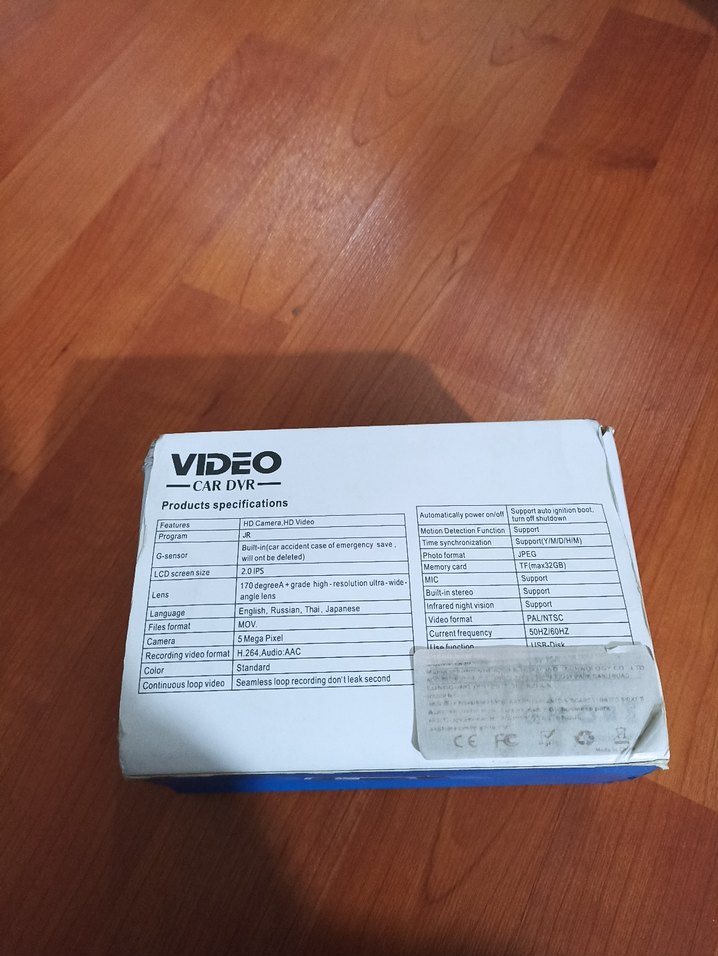 VIDEO
CAR DVR
Products specifications
Features HD Camera,HD Video
Program JR
G-sensor Built-in(car accident case of emergency save ,
will ont be deleted)
LCD screen size 2.0 IPS
Lens 170 degreeA+grade high-resolution ultra-wide-
angle lens
Language English, Russian, Thai, Japanese
Files format MOV.
Camera 5 Mega Pixel
Recording video format H.264,Audio:AAC
Color Standard
Continuous loop video Seamless loop recording don't leak second
Automatically power on/off Support auto ignition boot,
turn off shutdown
Motion Detection Function Support
Time synchronization Support(Y/M/D/H/M)
Photo format JPEG
Memory card TF(max32GB)
MIC Support
Built-in stereo Support
Infrared night vision Support
Video format PAL/NTSC
Current frequency 50HZ/60HZ
Use function USB-Disk
CE FC
Made in